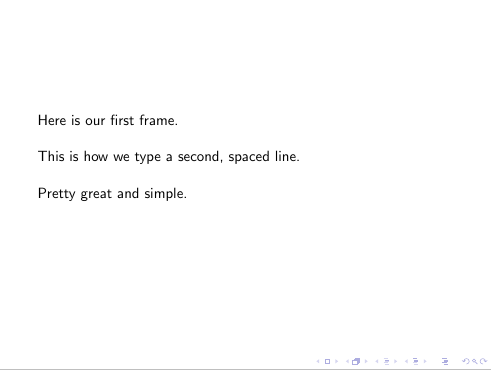 Here is our first frame.
This is how we type a second, spaced line.
Pretty great and simple.